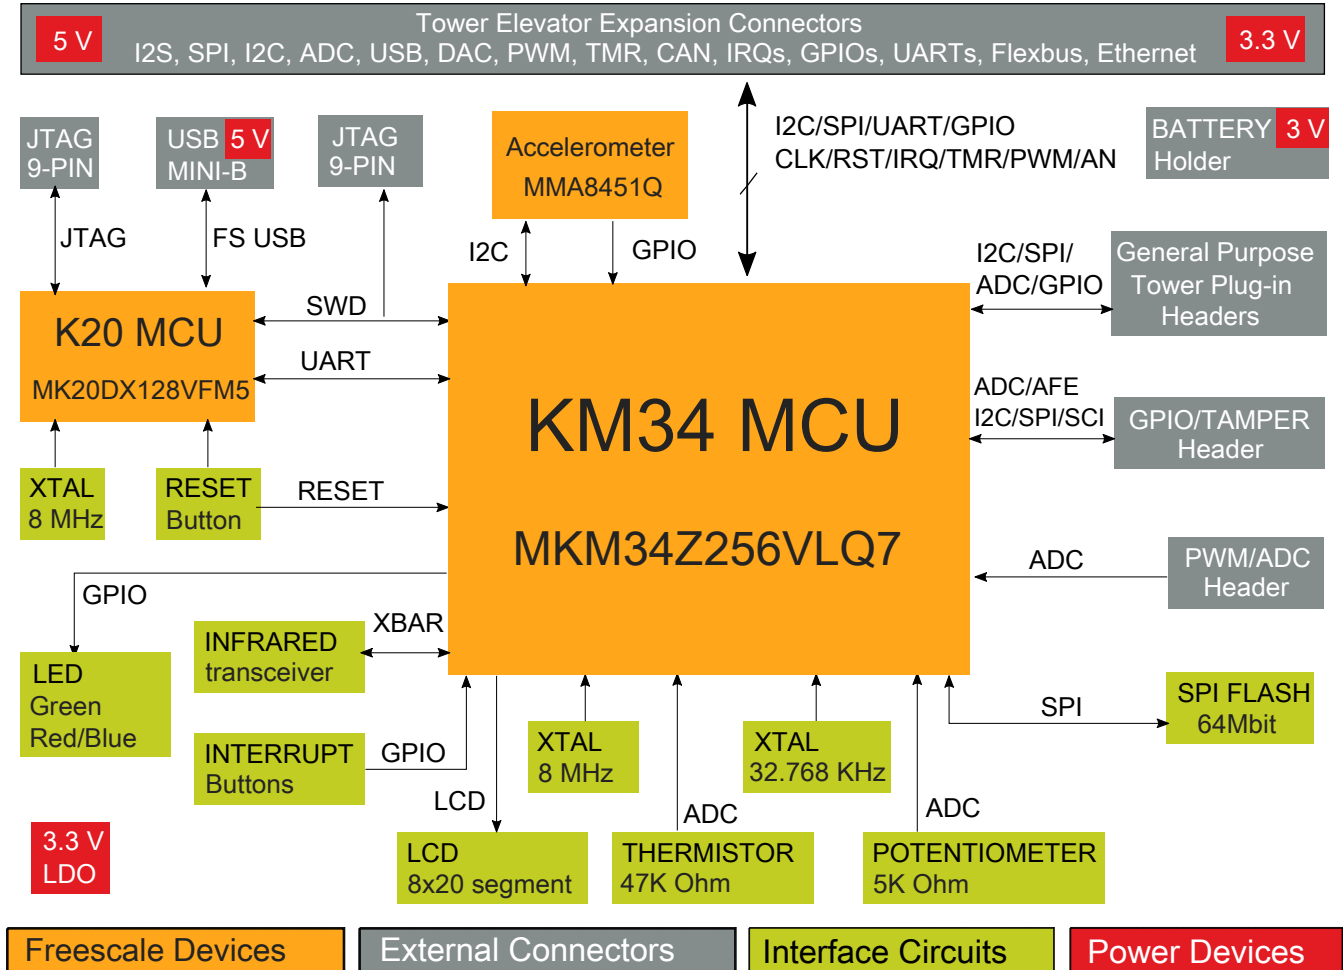 Tower Elevator Expansion Connectors
5 V
3.3 V
I2S, SPI, I2C, ADC, USB, DAC, PWM, TMR, CAN, IRQs, GPIOs, UARTs, Flexbus, Ethernet
JTAG
9-PIN
USB 5 V
MINI-B
JTAG
9-PIN
Accelerometer
MMA8451Q
I2C/SPI/UART/GPIO
CLK/RST/IRQ/TMR/PWM/AN
BATTERY 3 V
Holder
JTAG
FS USB
I2C
GPIO
I2C/SPI/
ADC/GPIO
General Purpose
Tower Plug-in
Headers
K20 MCU
MK20DX128VFM5
SWD
UART
KM34 MCU
MKM34Z256VLQ7
ADC/AFE
I2C/SPI/SCI
GPIO/TAMPER
Header
XTAL
8 MHz
RESET
Button
RESET
ADC
PWM/ADC
Header
GPIO
XBAR
INFRARED
transceiver
LED
Green
Red/Blue
INTERRUPT
Buttons
GPIO
LCD
XTAL
8 MHz
ADC
XTAL
32.768 KHz
ADC
SPI
SPI FLASH
64Mbit
3.3 V
LDO
LCD
8x20 segment
THERMISTOR
47K Ohm
POTENTIOMETER
5K Ohm
Freescale Devices
External Connectors
Interface Circuits
Power Devices